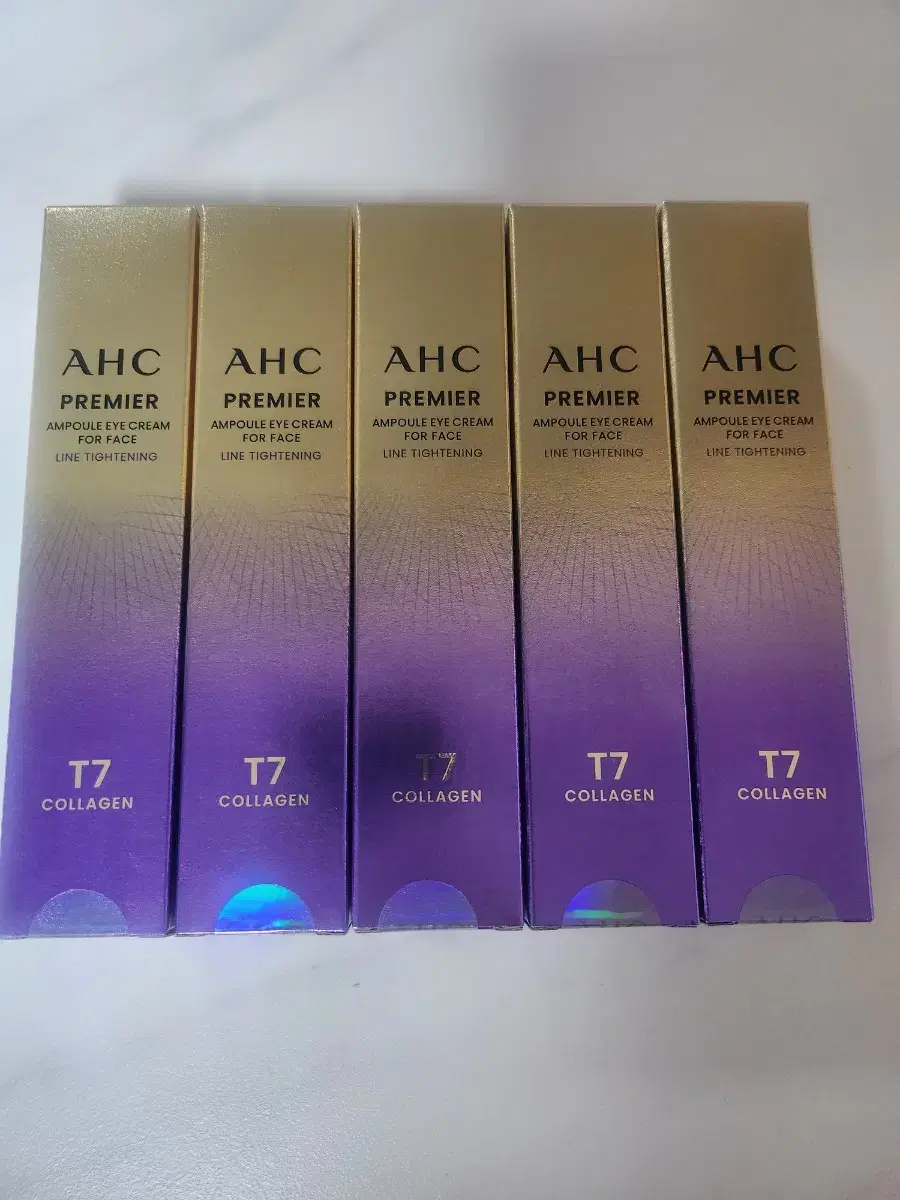 AHC
PREMIER
AMPOULE EYE CREAM
FOR FACE
LINE TIGHTENING
T7
COLLAGEN
AHC
PREMIER
AMPOULE EYE CREAM
FOR FACE
LINE TIGHTENING
T7
COLLAGEN
AHC
PREMIER
AMPOULE EYE CREAM
FOR FACE
LINE TIGHTENING
T7
COLLAGEN
AHC
PREMIER
AMPOULE EYE CREAM
FOR FACE
LINE TIGHTENING
T7
COLLAGEN
AHC
PREMIER
AMPOULE EYE CREAM
FOR FACE
LINE TIGHTENING
T7
COLLAGEN
AHC